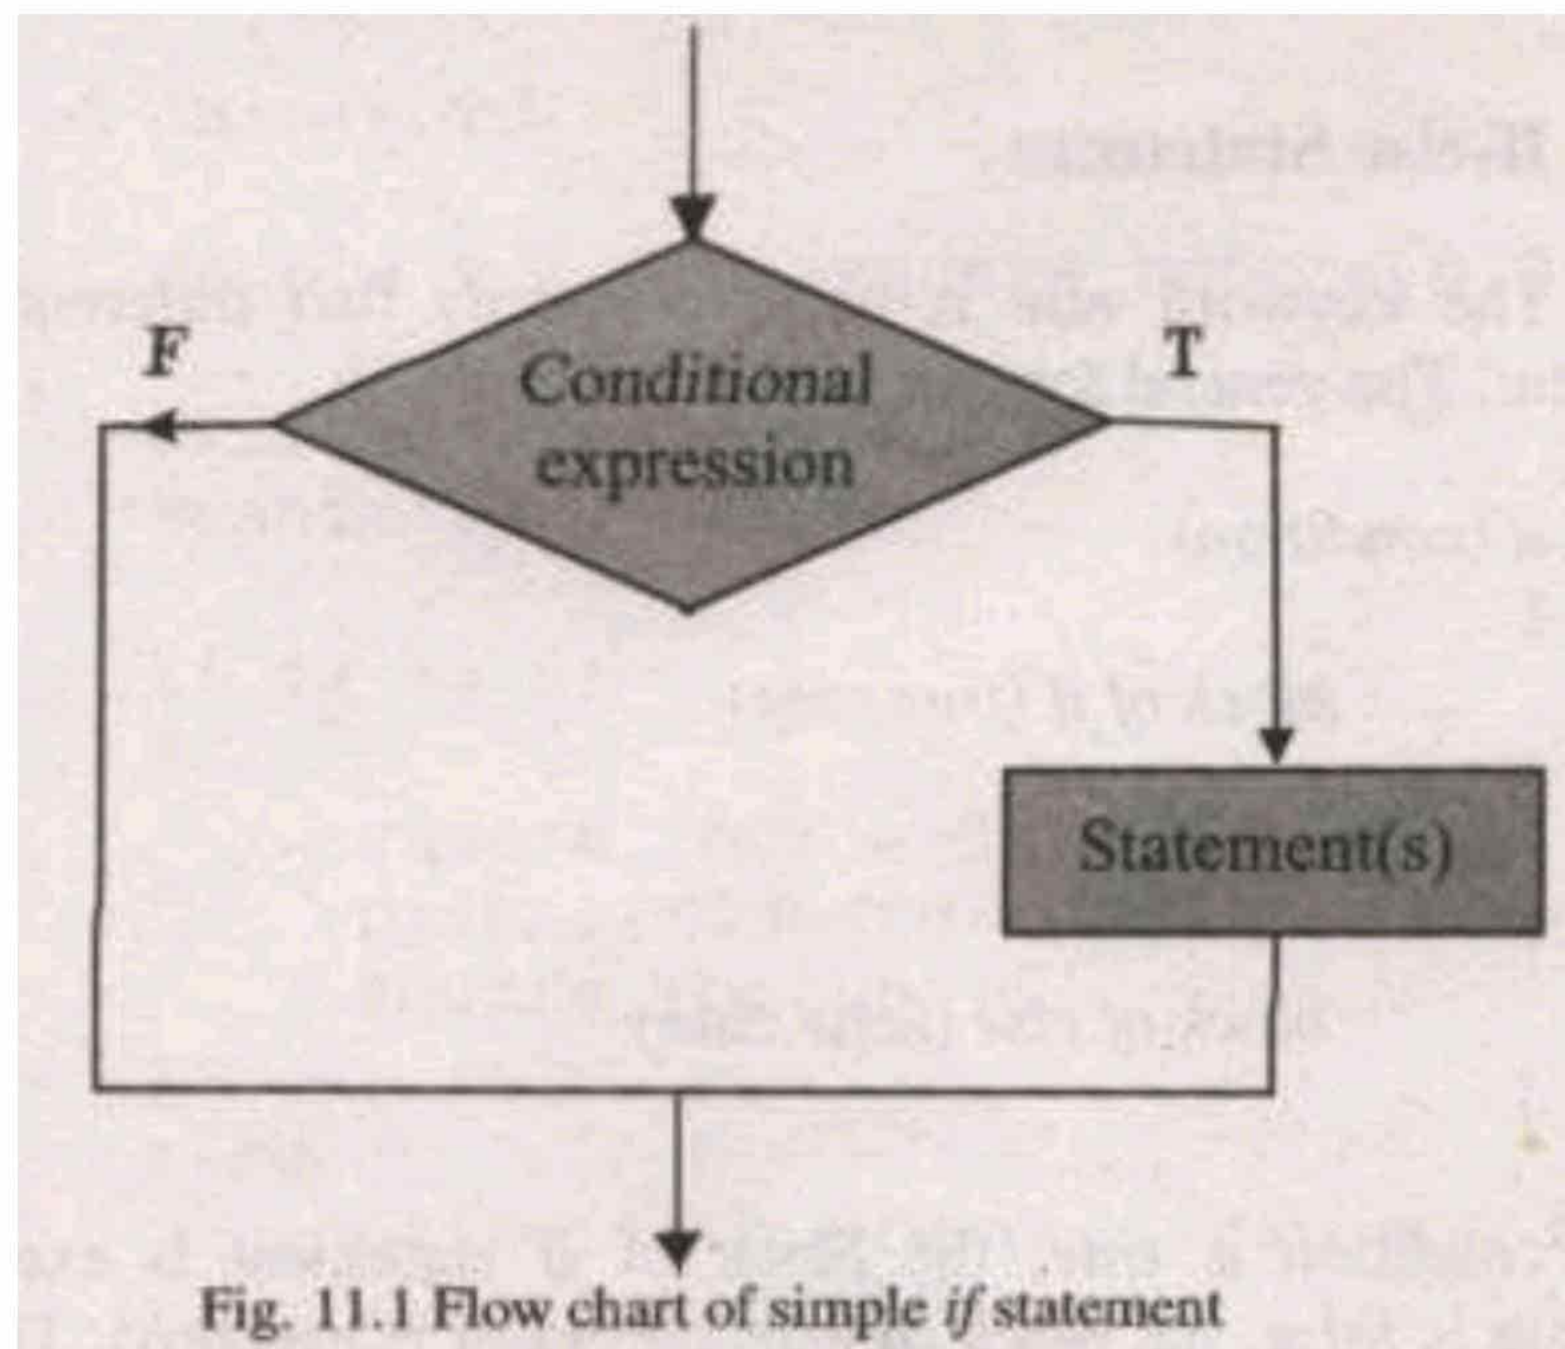 F
T
Conditional
expression
Statement(s)
Fig. 11.1 Flow chart of simple if statement